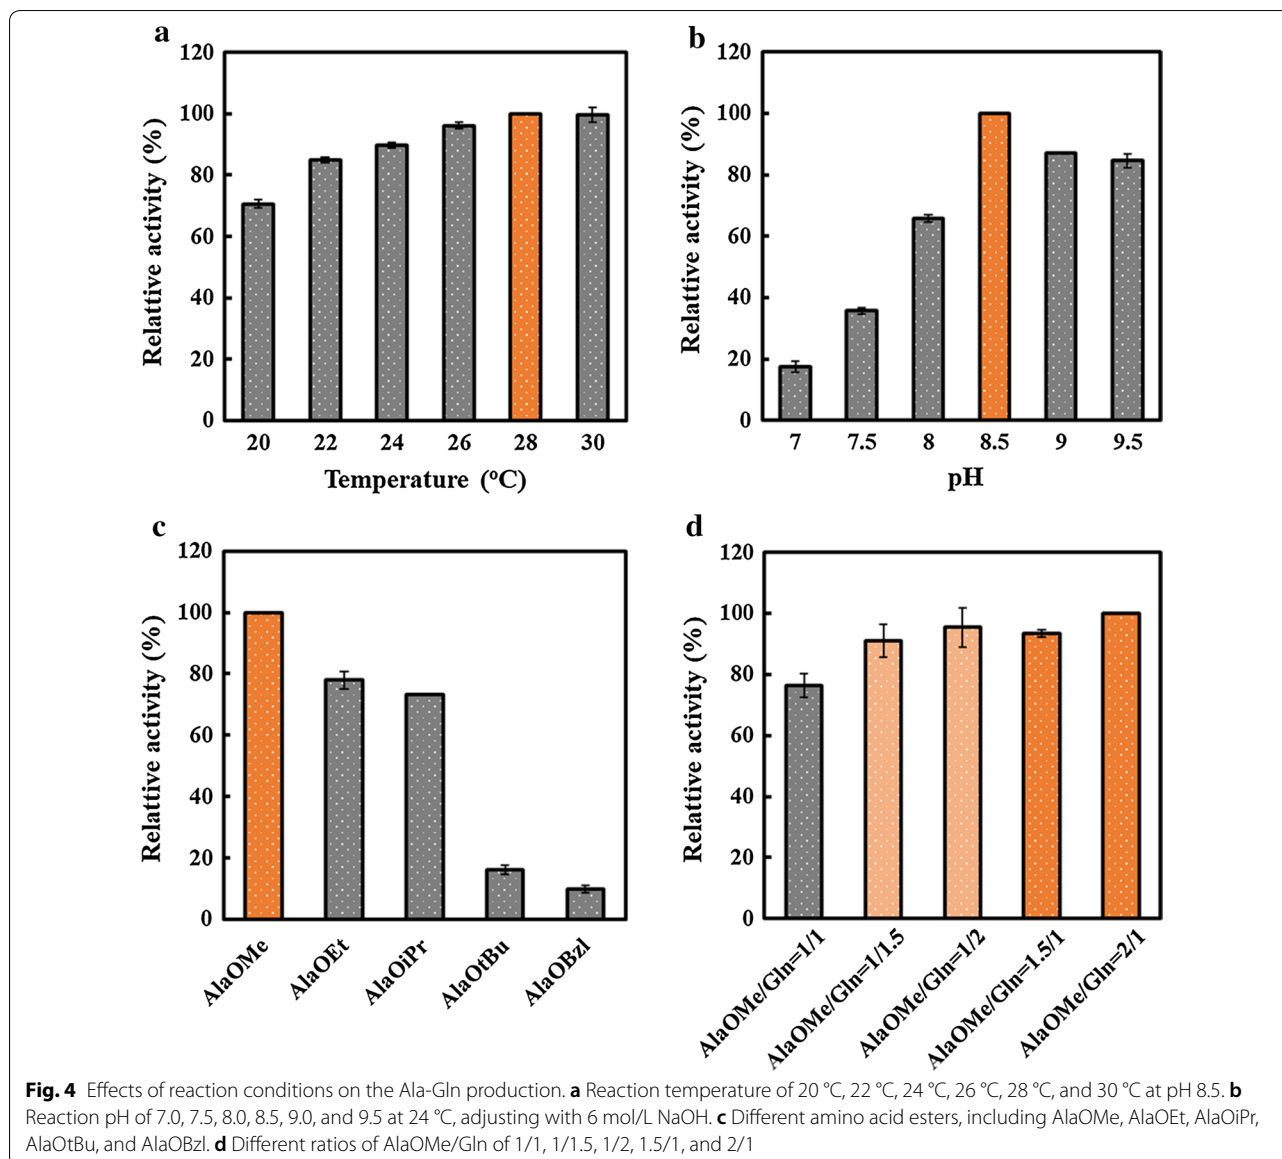 a
120
100
80
60
40
20
0
Relattive activity (%)
20 22 24 26 28 30
Temperature (ºC)
b
120
100
80
60
40
20
0
Relattive activity (%)
7 7.5 8 8.5 9 9.5
pH
c
120
100
80
60
40
20
0
Relattive activity (%)
AlaOMe
AlaOEt
AlaOiPr
AlaOtBu
AlaOBzl
d
120
100
80
60
40
20
0
Relattive activity (%)
AlaOMe/Gln=1/1
AlaOMe/Gln=1/1.5
AlaOMe/Gln=1/2
AlaOMe/Gln=1.5/1
AlaOMe/Gln=2/1
Fig. 4 Effects of reaction conditions on the Ala-Gln production. a Reaction temperature of 20 °C, 22 °C, 24 °C, 26 °C, 28 °C, and 30 °C at pH 8.5. b
Reaction pH of 7.0, 7.5, 8.0, 8.5, 9.0, and 9.5 at 24 °C, adjusting with 6 mol/L NaOH. c Different amino acid esters, including AlaOMe, AlaOEt, AlaOiPr,
AlaOtBu, and AlaOBzl. d Different ratios of AlaOMe/Gln of 1/1, 1/1.5, 1/2, 1.5/1, and 2/1